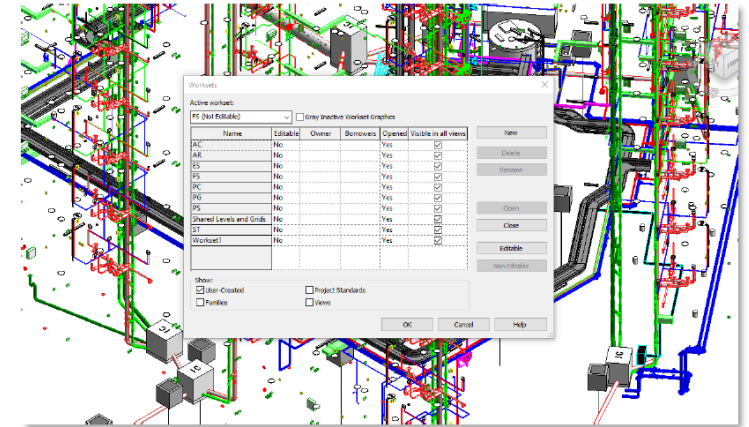 Worksets
Active workset:
FS (Not Editable)
Gray Inactive Workset Graphics
Name Editable Owner Borrowers Opened Visible in all views
AC No Yes
AR No Yes
ES No Yes
FS No Yes
PC No Yes
PG No Yes
PS No Yes
Shared Levels and Grids No Yes
ST No Yes
Workset1 No Yes
New
Delete
Rename
Open
Close
Editable
Non Editable
Show:
User-Created
Project Standards
Families
Views
OK Cancel Help